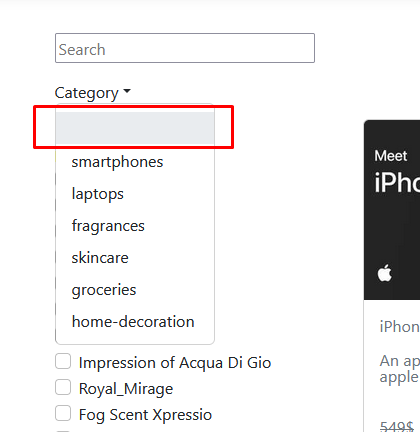 Search
Category
smartphones
laptops
fragrances
skincare
groceries
home-decoration
Impression of Acqua Di Gio
Royal_Mirage
Fog Scent Xpressio
Meet
iPho
iPhon
An ap
apple
549$